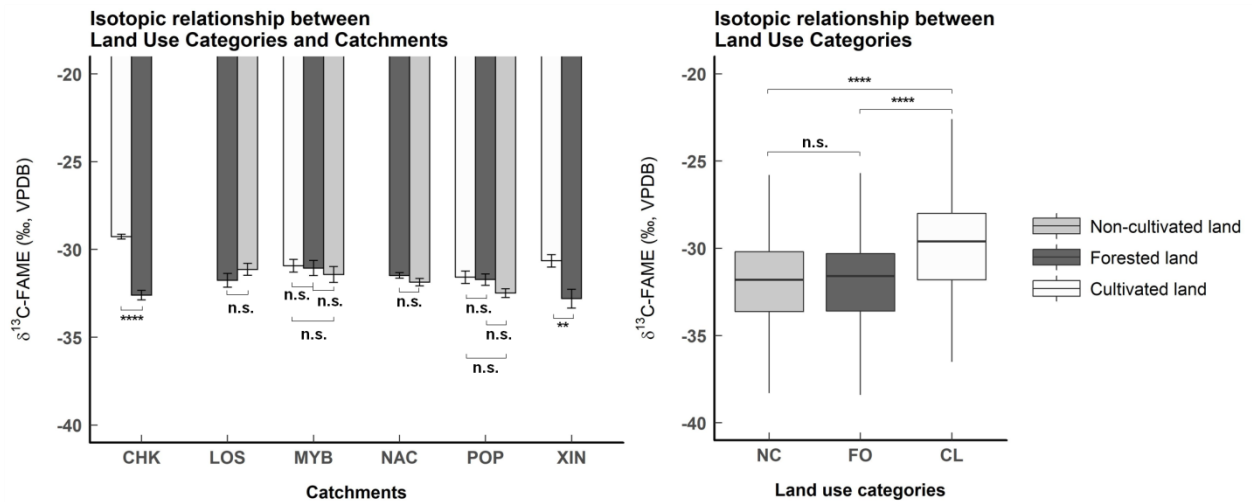 Isotopic relationship between
Land Use Categories and Catchments
δ¹³C-FAME (‰, VPDB)
-20
-25
-30
-35
-40
****
n.s.
n.s.
n.s.
n.s.
n.s.
n.s.
n.s.
n.s.
**
CHK LOS MYB NAC POP XIN
Catchments
Isotopic relationship between
Land Use Categories
δ¹³C-FAME (‰, VPDB)
-20
-25
-30
-35
-40
****
****
n.s.
NC FO CL
Land use categories
Non-cultivated land
Forested land
Cultivated land